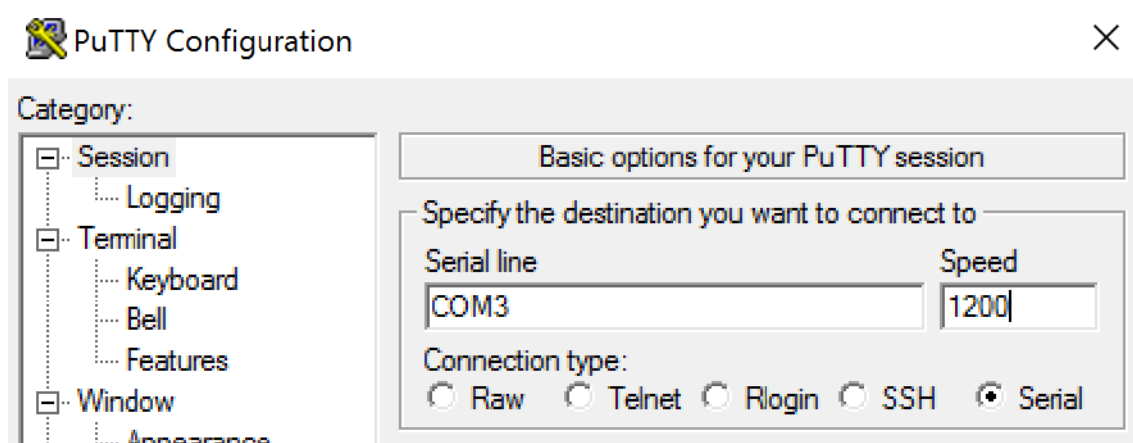 PuTTY Configuration
Category:
Session
Logging
Terminal
Keyboard
Bell
Features
Window
Appearance
Basic options for your PuTTY session
Specify the destination you want to connect to
Serial line
Speed
COM3
1200
Connection type:
Raw Telnet Rlogin SSH Serial